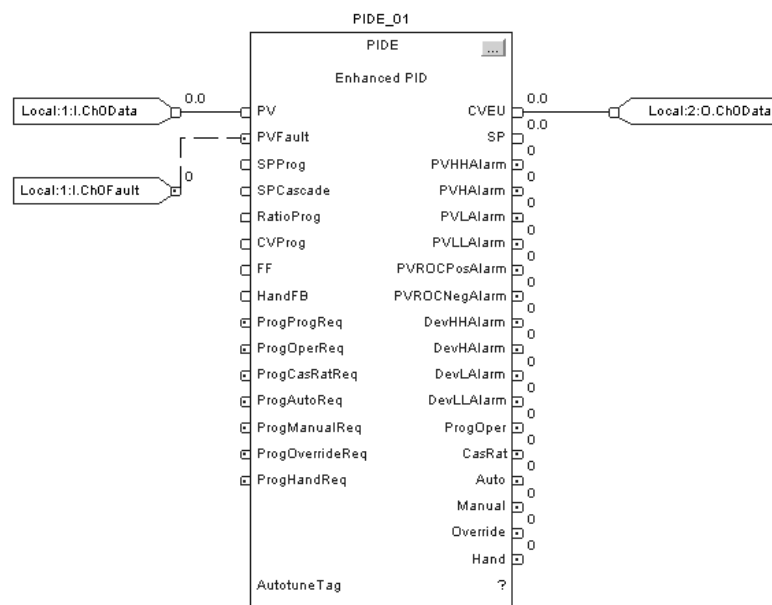 PIDE_01
PIDE
...
Enhanced PID
0.0
0.0
Local:1:I.Ch0Data
PV
CVEU
Local:2:O.Ch0Data
0.0
PVFault
SP
0
SPProg
PVHHAlarm
0
0
Local:1:I.Ch0Fault
SPCascade
PVHAlarm
0
RatioProg
PVLAlarm
0
CVProg
PVLLAlarm
0
FF
PVROCPosAlarm
0
HandFB
PVROCNegAlarm
0
ProgProgReq
DevHHAlarm
0
ProgOperReq
DevHAlarm
0
ProgCasRatReq
DevLAlarm
0
ProgAutoReq
DevLLAlarm
0
ProgManualReq
ProgOper
0
ProgOverrideReq
CasRat
0
ProgHandReq
Auto
0
Manual
0
Override
0
Hand
AutotuneTag
?